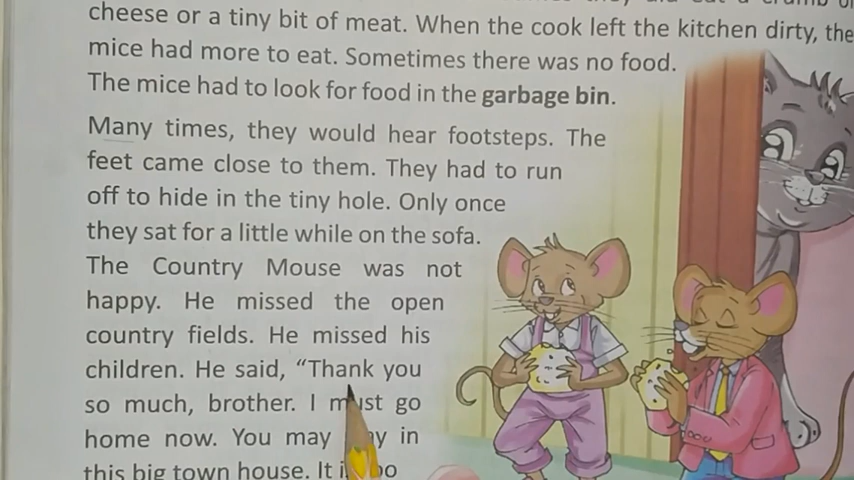 cheese or a tiny bit of meat. When the cook left the kitchen dirty, the
mice had more to eat. Sometimes there was no food.
The mice had to look for food in the garbage bin.
Many times, they would hear footsteps. The
feet came close to them. They had to run
off to hide in the tiny hole. Only once
they sat for a little while on the sofa.
The Country Mouse was not
happy. He missed the open
country fields. He missed his
children. He said, “Thank you
so much, brother. I must go
home now. You may in
this big town house. It